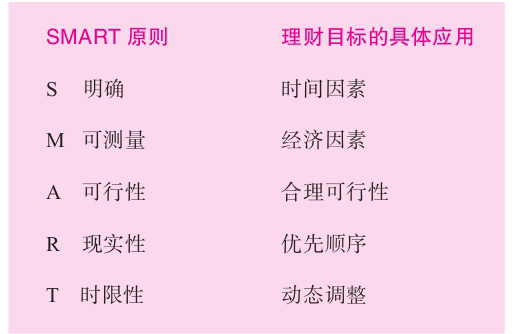 SMART 原则 理财目标的具体应用
S 明确 时间因素
M 可测量 经济因素
A 可行性 合理可行性
R 现实性 优先顺序
T 时限性 动态调整